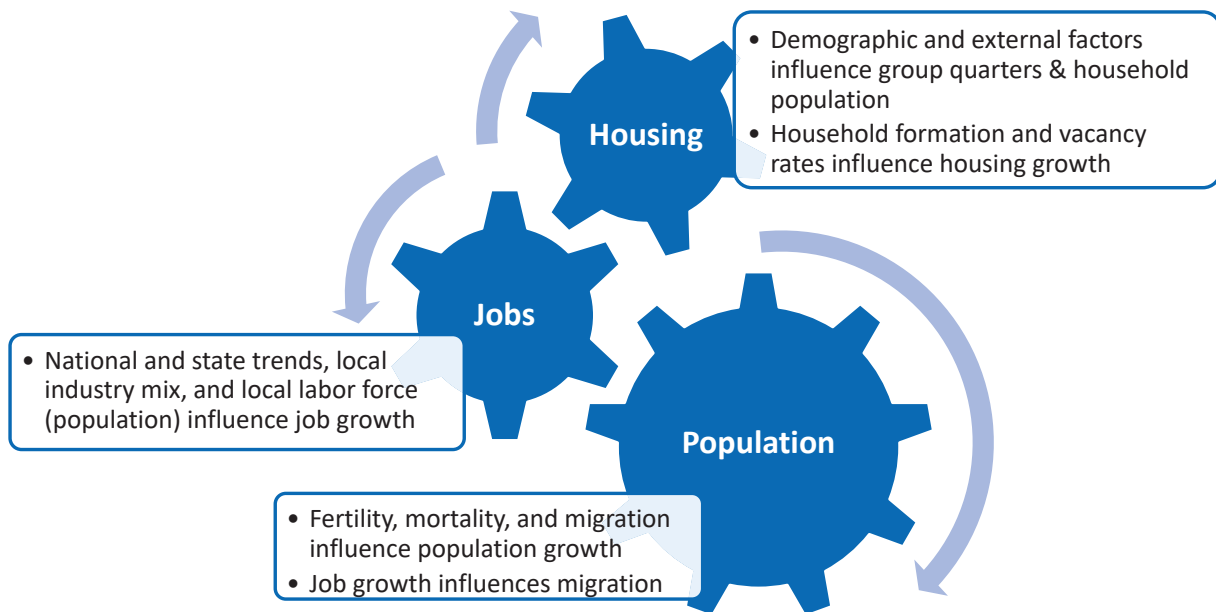 • Demographic and external factors
influence group quarters & household
population
• Household formation and vacancy
rates influence housing growth
Housing
Jobs
• National and state trends, local
industry mix, and local labor force
(population) influence job growth
Population
• Fertility, mortality, and migration
influence population growth
• Job growth influences migration